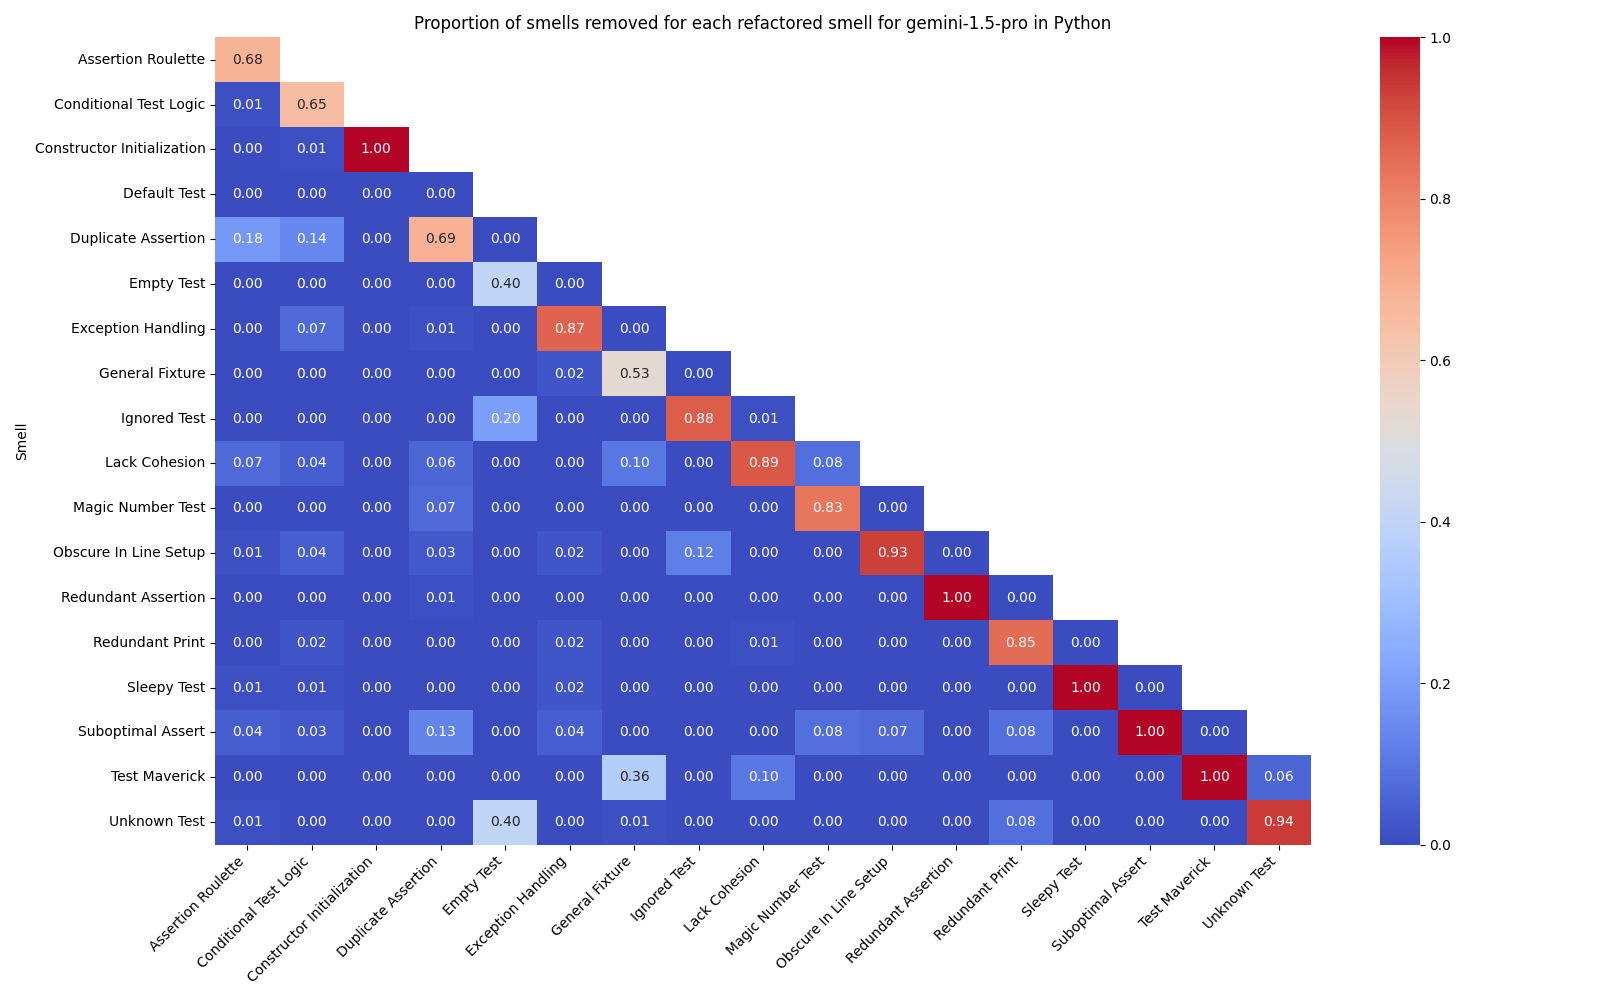 Proportion of smells removed for each refactored smell for gemini-1.5-pro in Python
Smell
Assertion Roulette 0.68
Conditional Test Logic 0.01 0.65
Constructor Initialization 0.00 0.01 1.00
Default Test 0.00 0.00 0.00 0.00
Duplicate Assertion 0.18 0.14 0.00 0.69 0.00
Empty Test 0.00 0.00 0.00 0.00 0.40 0.00
Exception Handling 0.00 0.07 0.00 0.01 0.00 0.87 0.00
General Fixture 0.00 0.00 0.00 0.00 0.00 0.02 0.53 0.00
Ignored Test 0.00 0.00 0.00 0.00 0.20 0.00 0.00 0.88 0.01
Lack Cohesion 0.07 0.04 0.00 0.06 0.00 0.00 0.10 0.00 0.89 0.08
Magic Number Test 0.00 0.00 0.00 0.07 0.00 0.00 0.00 0.00 0.00 0.83 0.00
Obscure In Line Setup 0.01 0.04 0.00 0.03 0.00 0.02 0.00 0.12 0.00 0.00 0.93 0.00
Redundant Assertion 0.00 0.00 0.00 0.01 0.00 0.00 0.00 0.00 0.00 0.00 0.00 1.00 0.00
Redundant Print 0.00 0.02 0.00 0.00 0.00 0.02 0.00 0.00 0.01 0.00 0.00 0.00 0.85 0.00
Sleepy Test 0.01 0.01 0.00 0.00 0.00 0.02 0.00 0.00 0.00 0.00 0.00 0.00 0.00 1.00 0.00
Suboptimal Assert 0.04 0.03 0.00 0.13 0.00 0.04 0.00 0.00 0.00 0.08 0.07 0.00 0.08 0.00 1.00 0.00
Test Maverick 0.00 0.00 0.00 0.00 0.00 0.00 0.36 0.00 0.10 0.00 0.00 0.00 0.00 0.00 0.00 1.00 0.06
Unknown Test 0.01 0.00 0.00 0.00 0.40 0.00 0.01 0.00 0.00 0.00 0.00 0.00 0.08 0.00 0.00 0.00 0.94
Assertion Roulette
Conditional Test Logic
Constructor Initialization
Duplicate Assertion
Empty Test
Exception Handling
General Fixture
Ignored Test
Lack Cohesion
Magic Number Test
Obscure In Line Setup
Redundant Assertion
Redundant Print
Sleepy Test
Suboptimal Assert
Test Maverick
Unknown Test
1.0
0.8
0.6
0.4
0.2
0.0